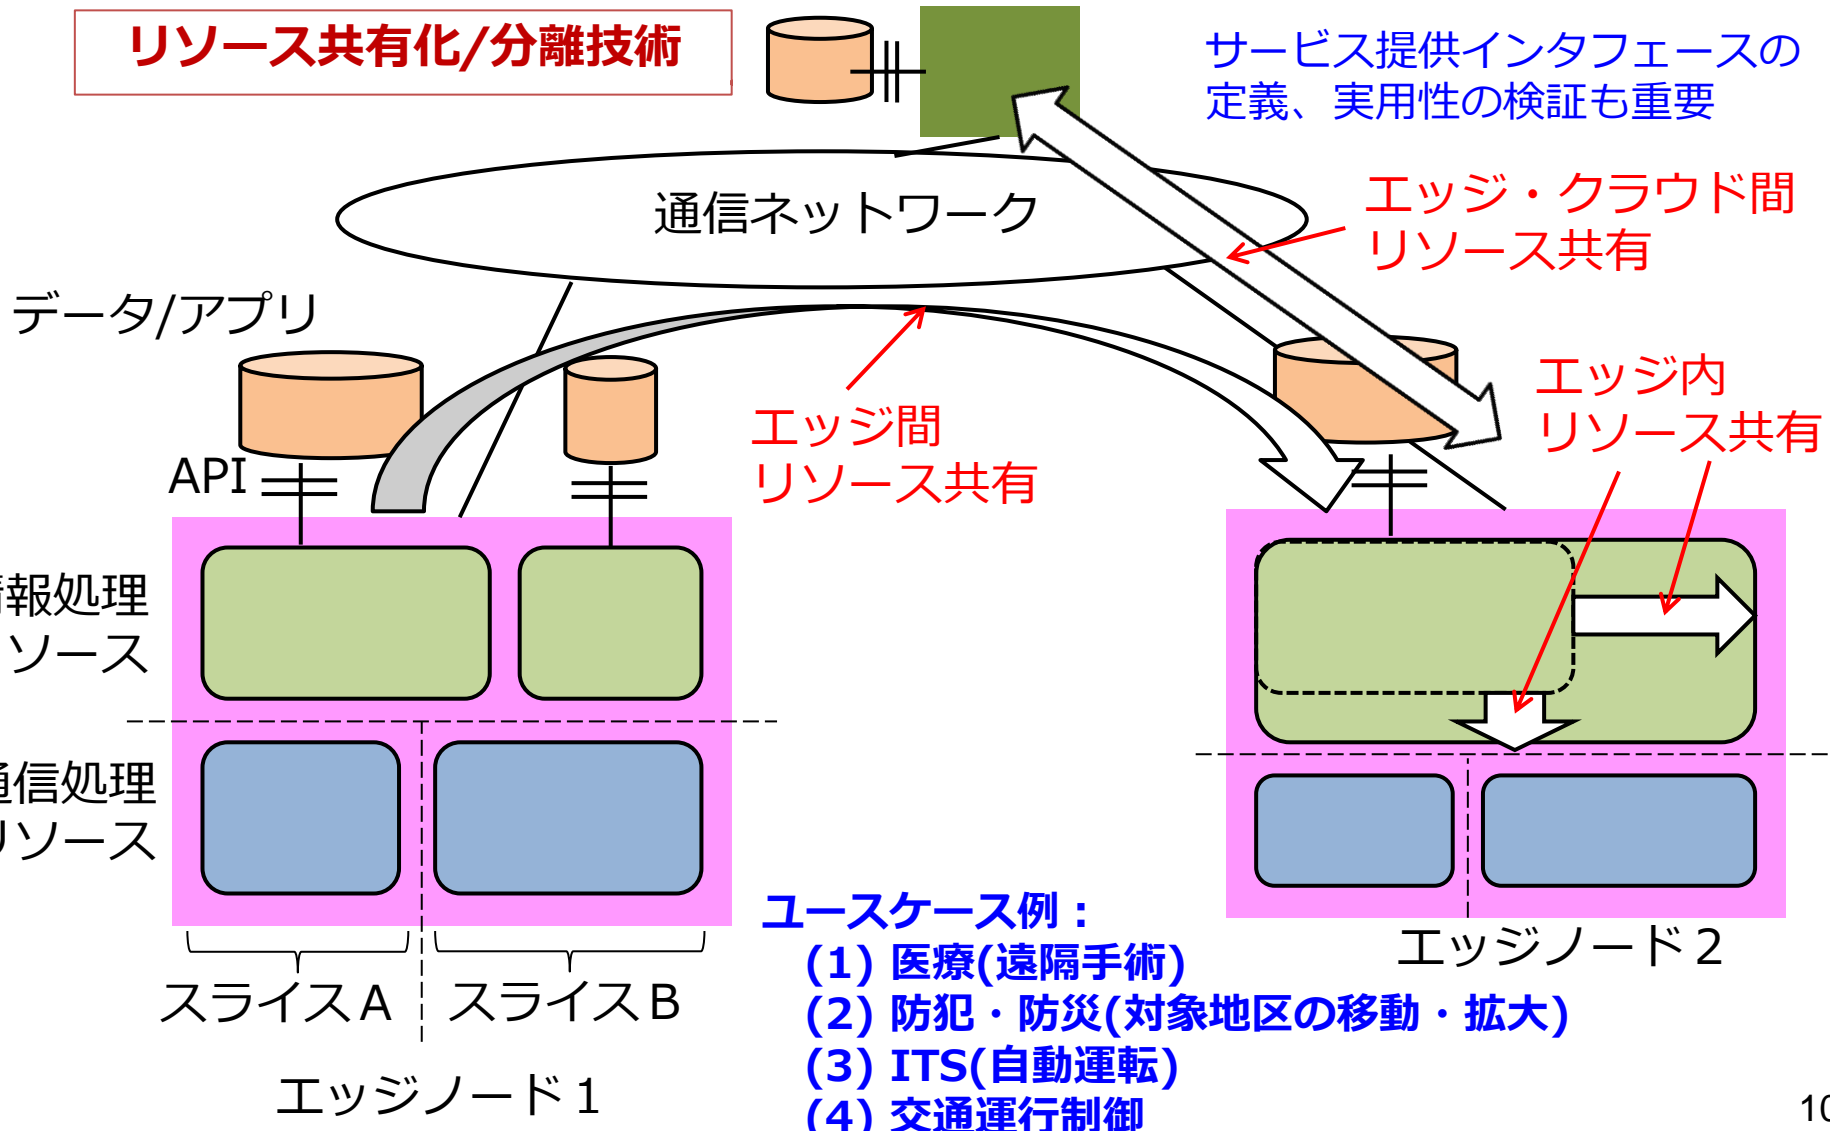 リソース共有化/分離技術
サービス提供インタフェースの
定義、実用性の検証も重要
通信ネットワーク
エッジ・クラウド間
リソース共有
データ/アプリ
エッジ内
リソース共有
エッジ間
リソース共有
API
情報処理
ソース
通信処理
リソース
スライスA
スライスB
エッジノード1
エッジノード2
ユースケース例：
(1) 医療(遠隔手術)
(2) 防犯・防災(対象地区の移動・拡大)
(3) ITS(自動運転)
(4) 交通運行制御
10